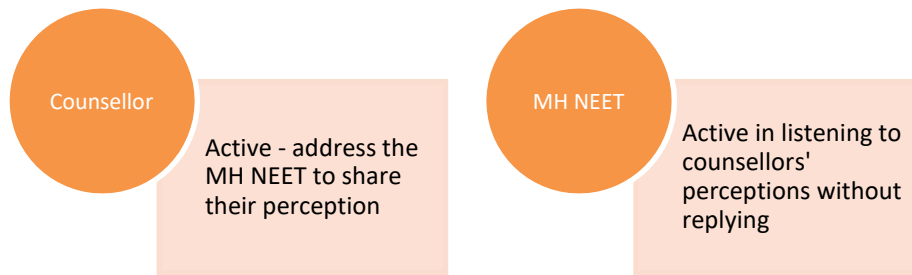 Counsellor
Active - address the
MH NEET to share
their perception
MH NEET
Active in listening to
counsellors'
perceptions without
replying